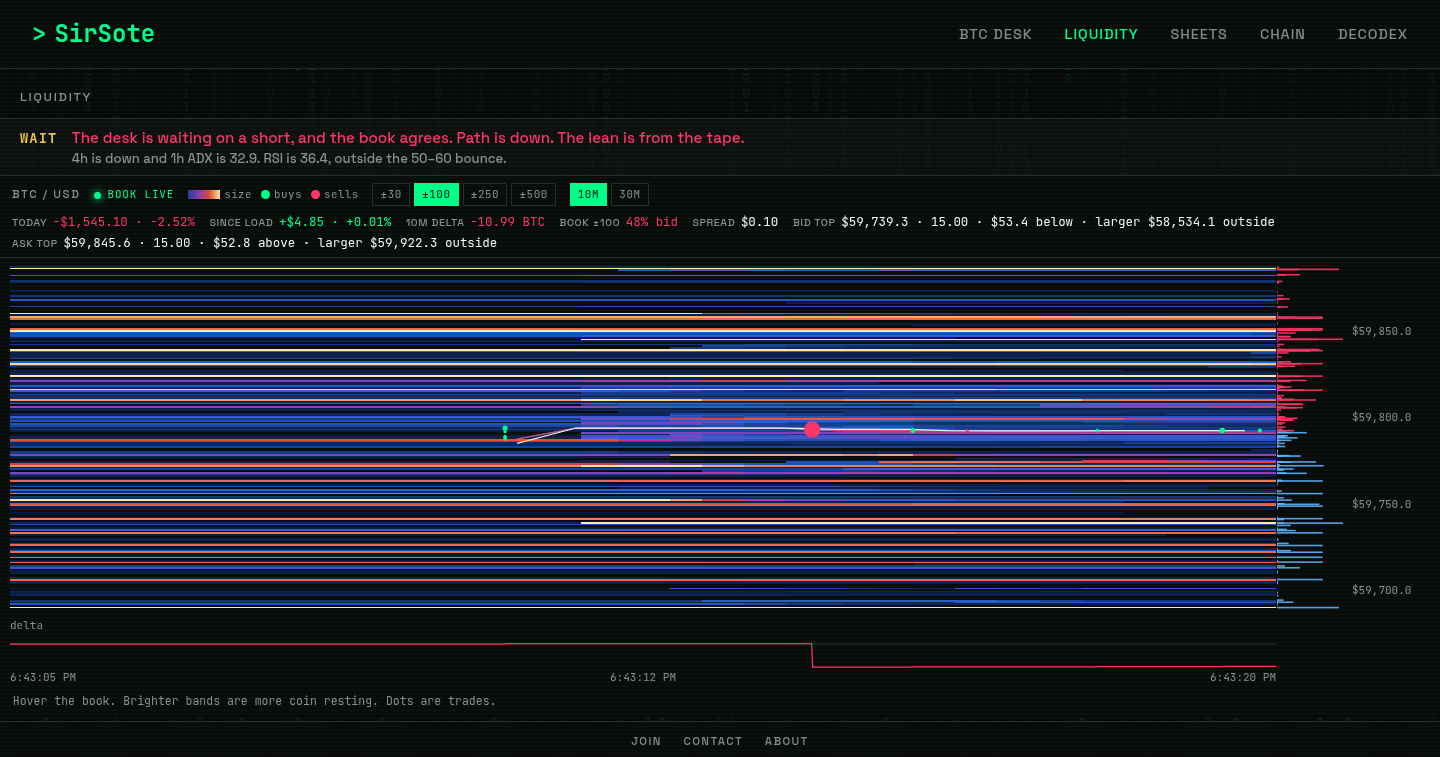 > SirSote
BTC DESK LIQUIDITY SHEETS CHAIN DECODEX
LIQUIDITY
WAIT The desk is waiting on a short, and the book agrees. Path is down. The lean is from the tape.
4h is down and 1h ADX is 32.9. RSI is 36.4, outside the 50–60 bounce.
BTC / USD BOOK LIVE size buys sells ±30 ±100 ±250 ±500 10M 30M
TODAY -$1,545.10 · -2.52% SINCE LOAD +$4.85 · +0.01% 10M DELTA -10.99 BTC BOOK ±100 48% bid SPREAD $0.10 BID TOP $59,739.3 · 15.00 · $53.4 below · larger $58,534.1 outside
ASK TOP $59,845.6 · 15.00 · $52.8 above · larger $59,922.3 outside
$59,850.0
$59,800.0
$59,750.0
$59,700.0
delta
6:43:05 PM 6:43:12 PM 6:43:20 PM
Hover the book. Brighter bands are more coin resting. Dots are trades.
JOIN CONTACT ABOUT